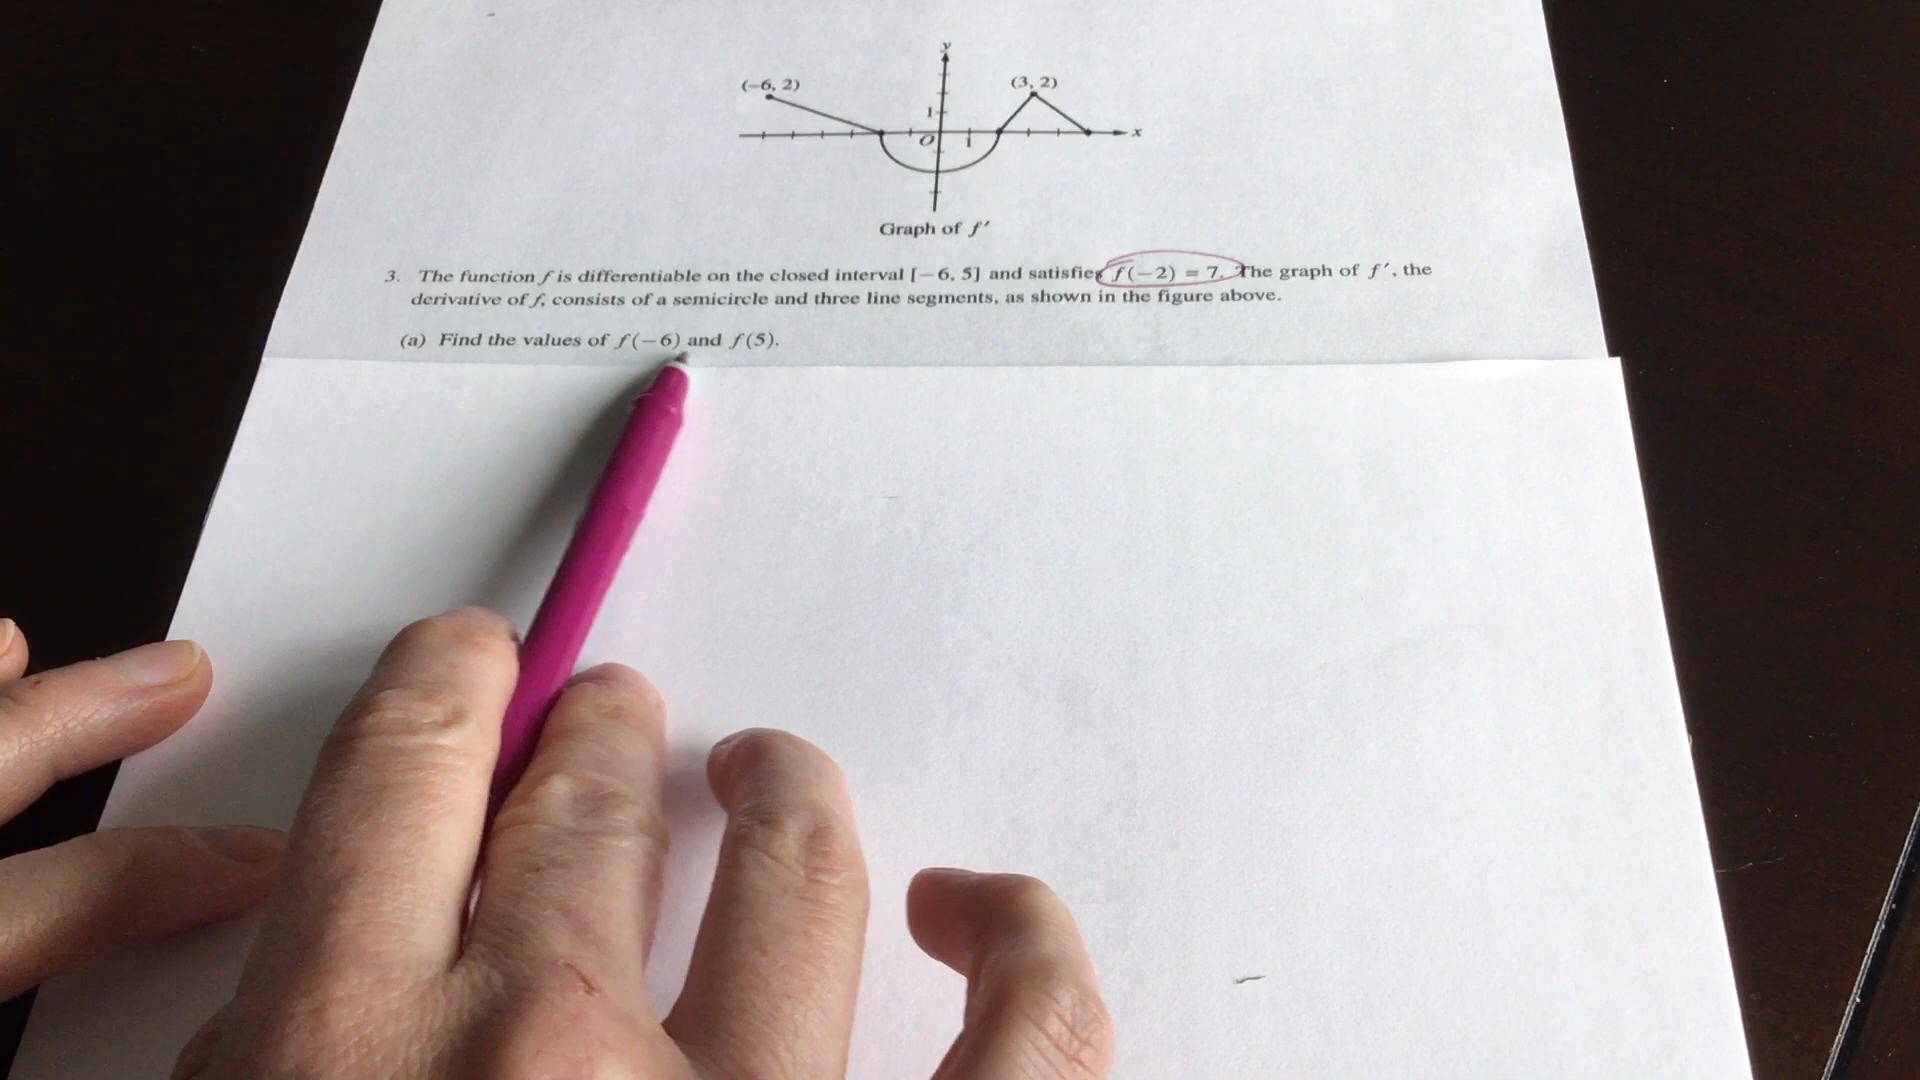 y
(−6, 2)
(3, 2)
1
O
1
x
Graph of f′
3. The function f is differentiable on the closed interval [−6, 5] and satisfies f(−2) = 7. The graph of f′, the
derivative of f, consists of a semicircle and three line segments, as shown in the figure above.
(a) Find the values of f(−6) and f(5).